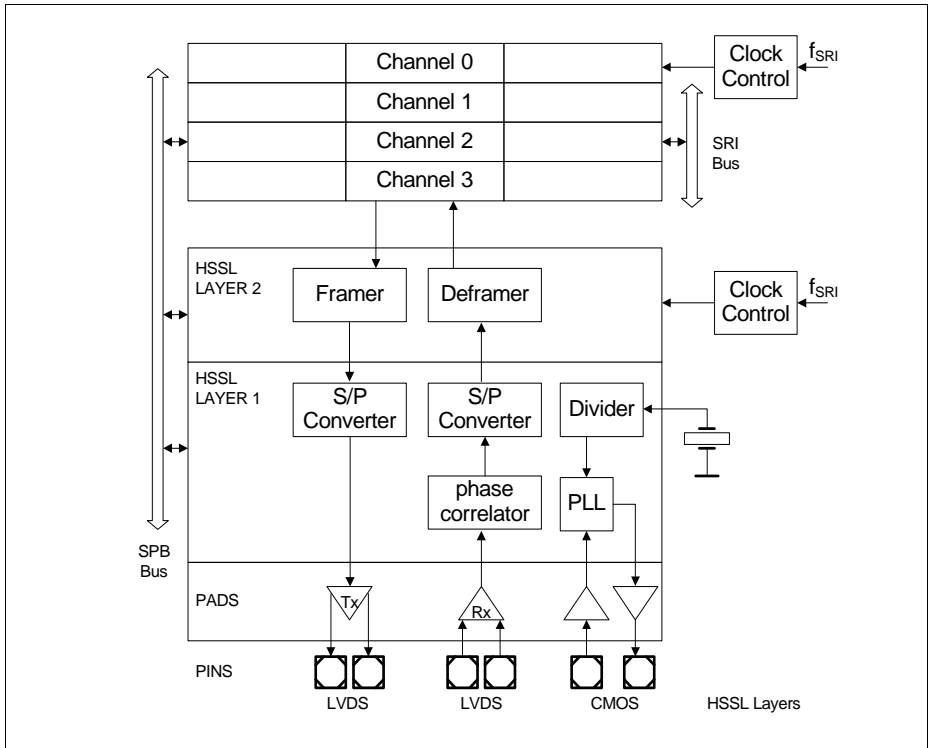 Channel 0
Channel 1
Channel 2
Channel 3
Clock
Control
fSRI
SRI
Bus
HSSL
LAYER 2
Framer
Deframer
Clock
Control
fSRI
HSSL
LAYER 1
S/P
Converter
S/P
Converter
Divider
phase
correlator
PLL
SPB
Bus
PADS
Tx
Rx
PINS
LVDS
LVDS
CMOS
HSSL Layers